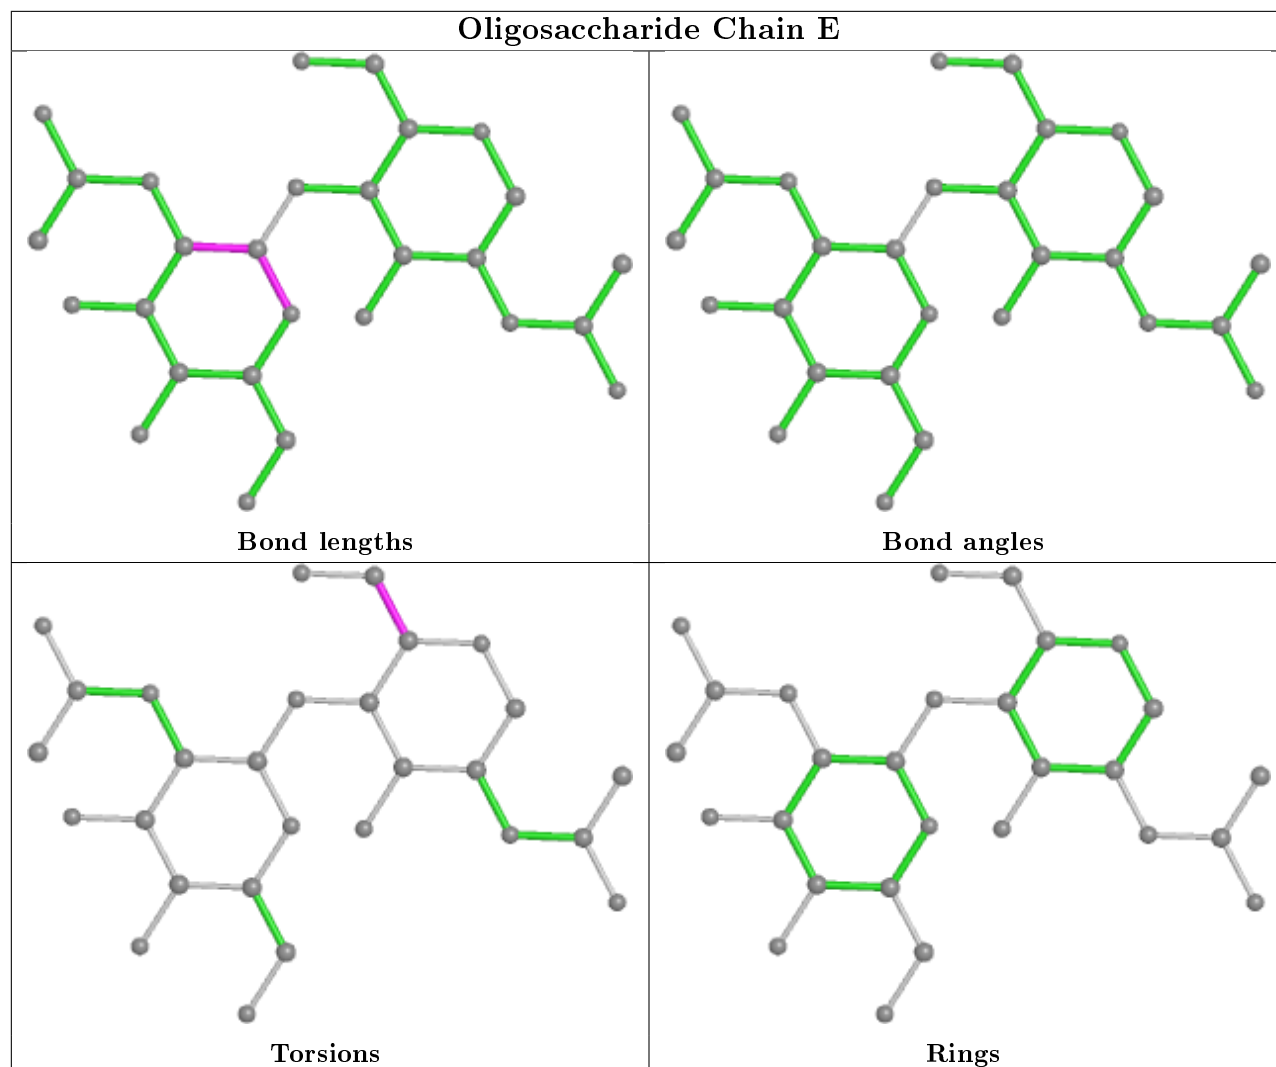 Oligosaccharide Chain E
Bond lengths
Bond angles
Torsions
Rings